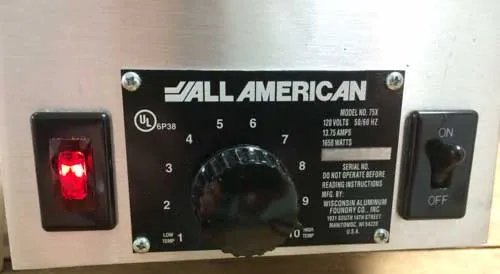 ALL AMERICAN
UL 6P38
MODEL NO. 75X
120 VOLTS 50/60 HZ
13.75 AMPS
1650 WATTS
SERIAL NO.
DO NOT OPERATE BEFORE
READING INSTRUCTIONS
MFG. BY:
WISCONSIN ALUMINUM
FOUNDRY CO., INC
1921 SOUTH 14TH STREET
MANITOWOC, WI 54220
U.S.A.
LOW
TEMP
1
2
3
4
5
6
7
8
9
10
HIGH
TEMP
ON
OFF